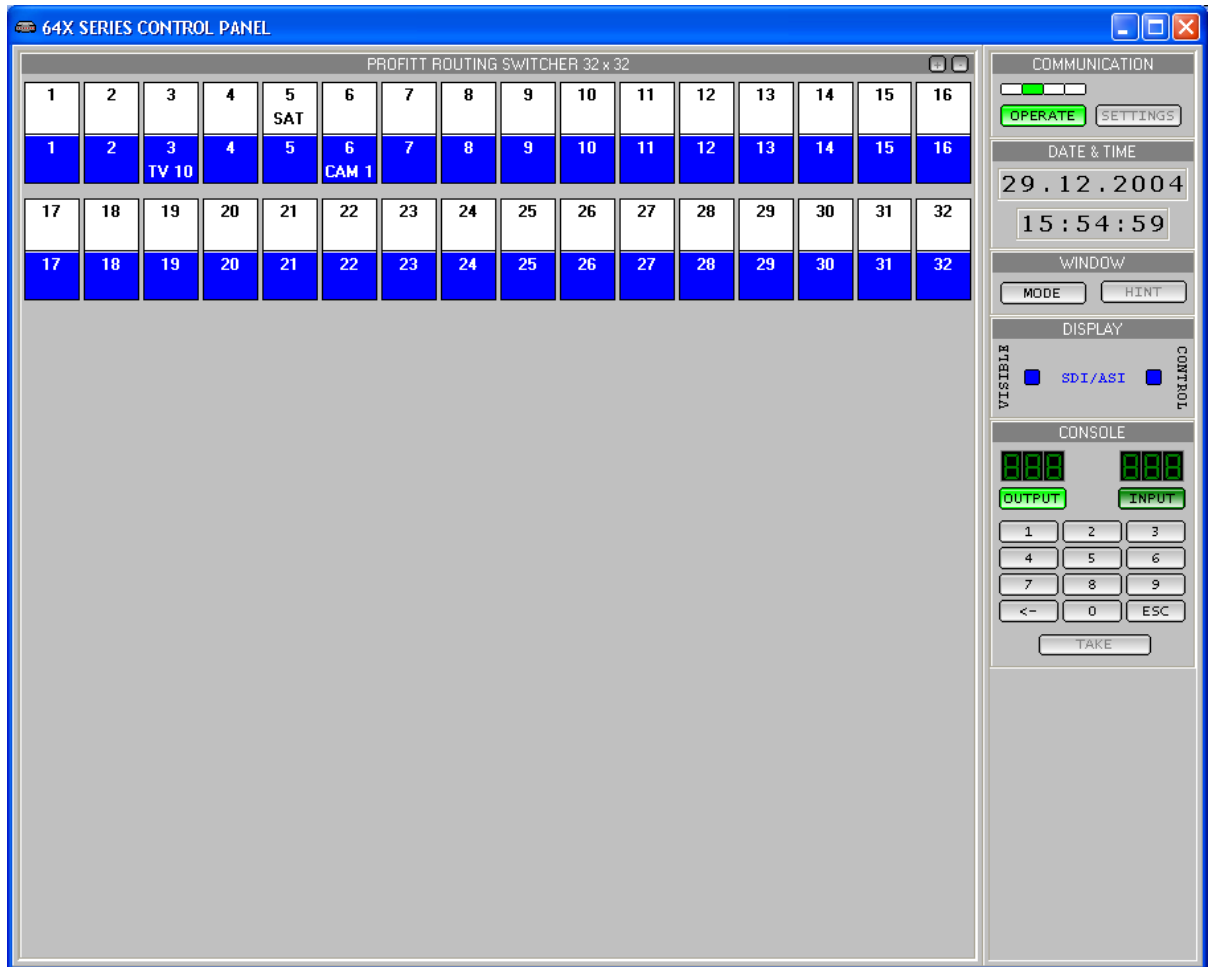 64X SERIES CONTROL PANEL
PROFITT ROUTING SWITCHER 32 x 32
+ -
1 2 3 4 5 6 7 8 9 10 11 12 13 14 15 16
SAT
1 2 3 4 5 6 7 8 9 10 11 12 13 14 15 16
TV 10 CAM 1
17 18 19 20 21 22 23 24 25 26 27 28 29 30 31 32
17 18 19 20 21 22 23 24 25 26 27 28 29 30 31 32
COMMUNICATION
OPERATE SETTINGS
DATE & TIME
29.12.2004
15:54:59
WINDOW
MODE HINT
DISPLAY
VISIBLE SDI/ASI CONTROL
CONSOLE
OUTPUT INPUT
1 2 3
4 5 6
7 8 9
<- 0 ESC
TAKE